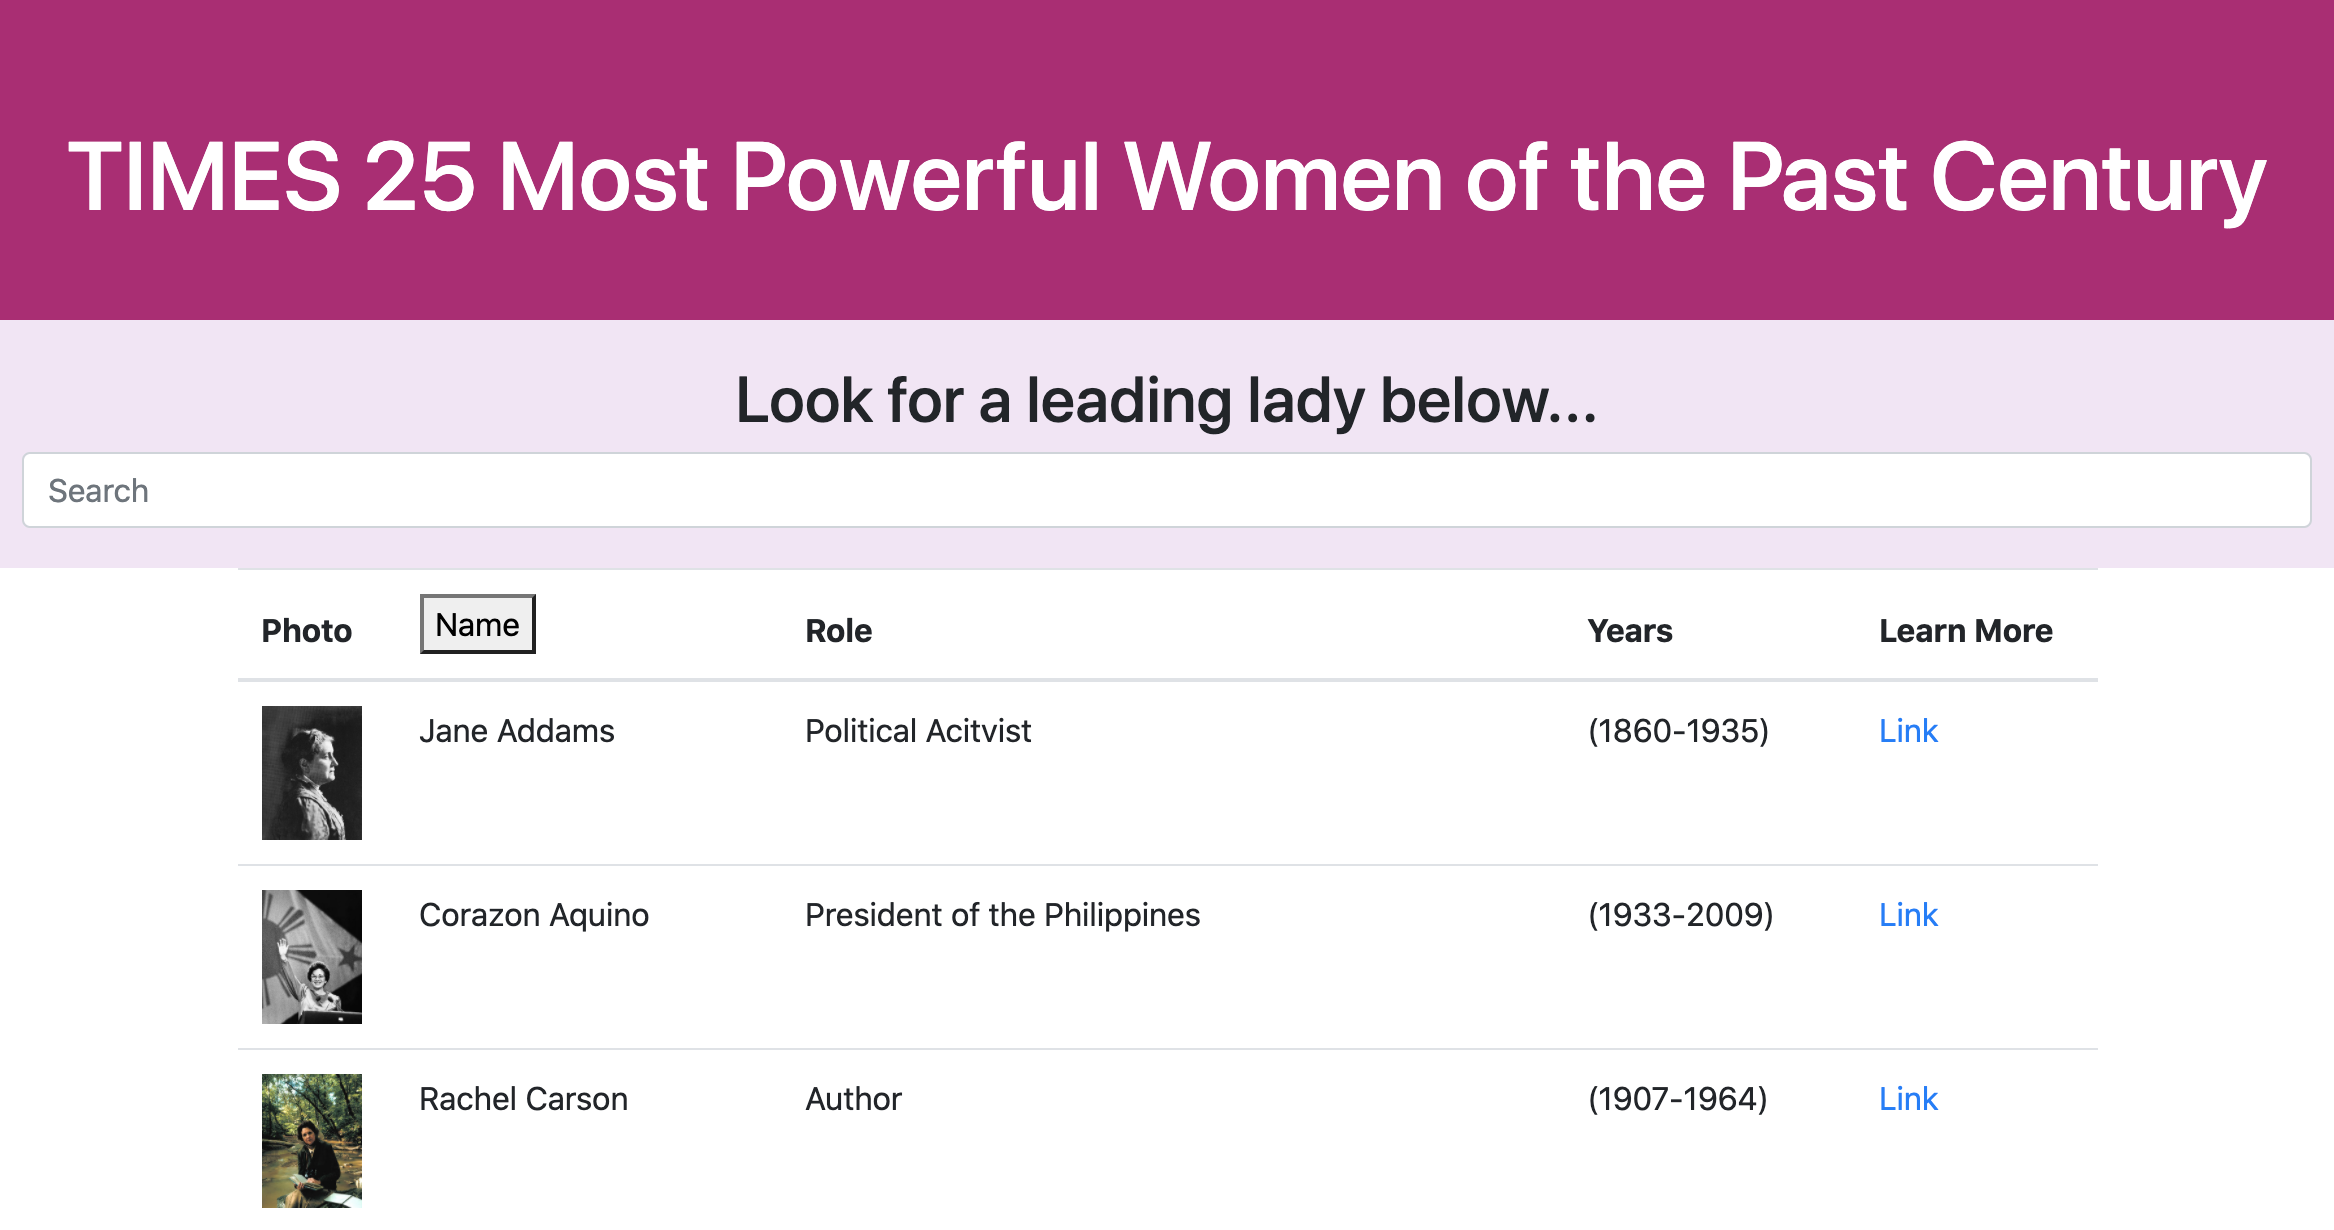 TIMES 25 Most Powerful Women of the Past Century
Look for a leading lady below...
Search
Photo Name Role Years Learn More
Jane Addams Political Acitvist (1860-1935) Link
Corazon Aquino President of the Philippines (1933-2009) Link
Rachel Carson Author (1907-1964) Link